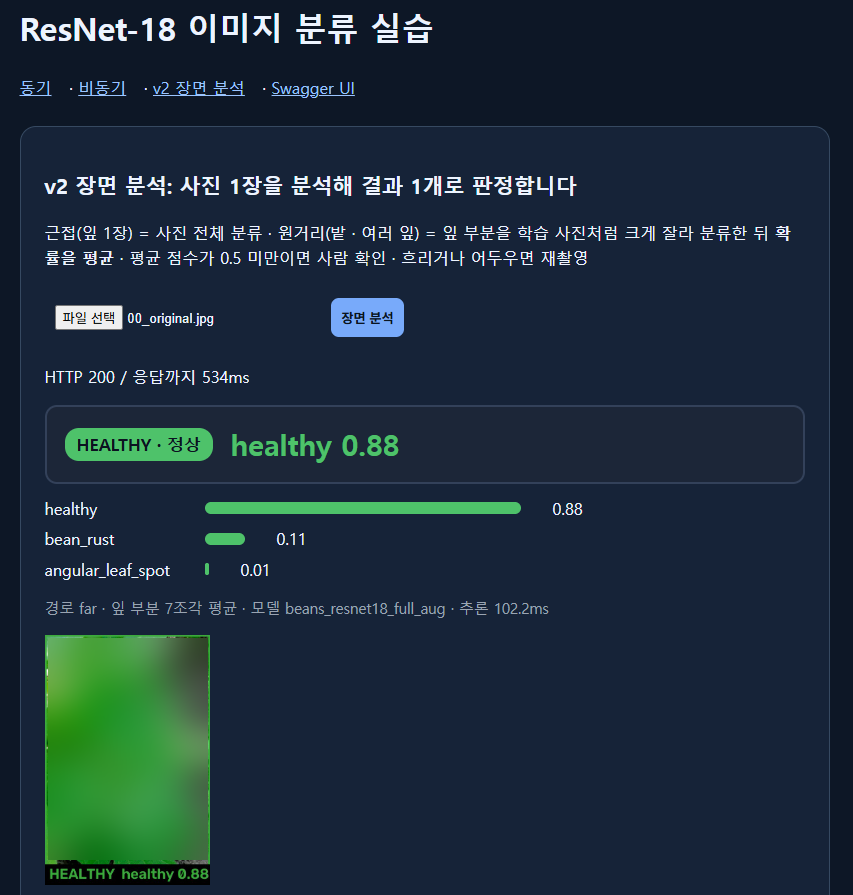 ResNet-18 이미지 분류 실습
동기 · 비동기 · v2 장면 분석 · Swagger UI
v2 장면 분석: 사진 1장을 분석해 결과 1개로 판정합니다
근접(잎 1장) = 사진 전체 분류 · 원거리(밭 · 여러 잎) = 잎 부분을 학습 사진처럼 크게 잘라 분류한 뒤 확
률을 평균 · 평균 점수가 0.5 미만이면 사람 확인 · 흐리거나 어두우면 재촬영
파일 선택 00_original.jpg 장면 분석
HTTP 200 / 응답까지 534ms
HEALTHY · 정상 healthy 0.88
healthy 0.88
bean_rust 0.11
angular_leaf_spot 0.01
경로 far · 잎 부분 7조각 평균 · 모델 beans_resnet18_full_aug · 추론 102.2ms
HEALTHY healthy 0.88